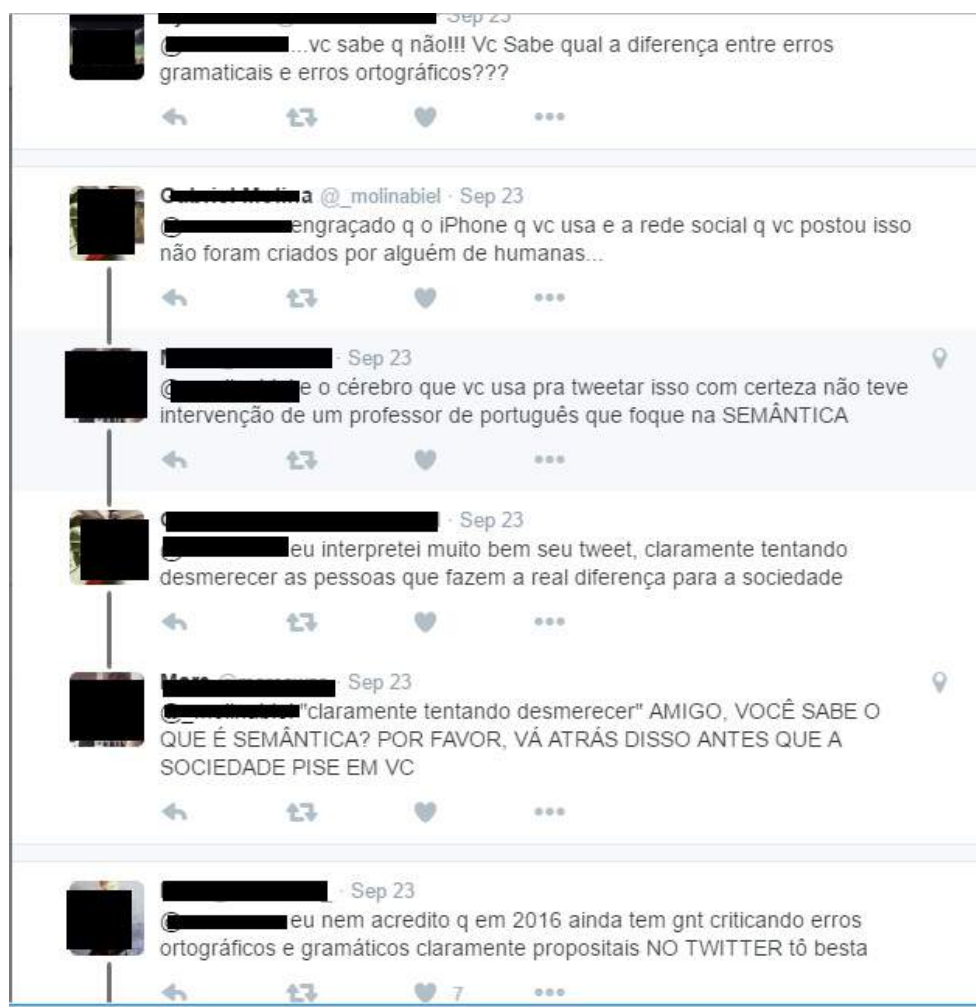 Sep 23
...vc sabe q não!!! Vc Sabe qual a diferença entre erros
gramaticais e erros ortográficos???
@_molinabiel · Sep 23
engraçado q o iPhone q vc usa e a rede social q vc postou isso
não foram criados por alguém de humanas...
· Sep 23
e o cérebro que vc usa pra tweetar isso com certeza não teve
intervenção de um professor de português que foque na SEMÂNTICA
· Sep 23
eu interpretei muito bem seu tweet, claramente tentando
desmerecer as pessoas que fazem a real diferença para a sociedade
· Sep 23
"claramente tentando desmerecer" AMIGO, VOCÊ SABE O
QUE É SEMÂNTICA? POR FAVOR, VÁ ATRÁS DISSO ANTES QUE A
SOCIEDADE PISE EM VC
· Sep 23
eu nem acredito q em 2016 ainda tem gnt criticando erros
ortográficos e gramáticos claramente propositais NO TWITTER tô besta
7